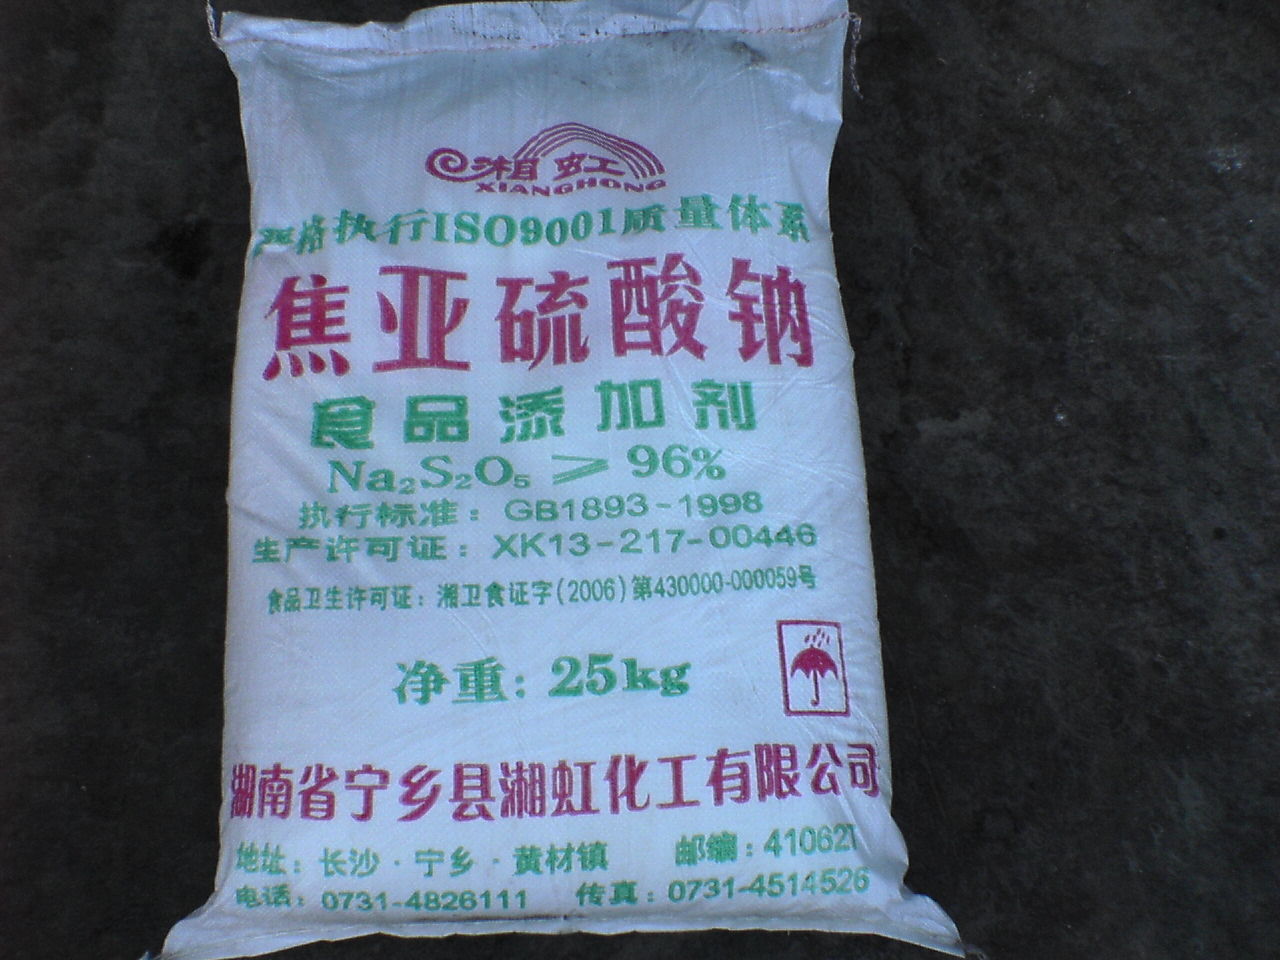 湘虹
XIANGHONG
严格执行ISO9001质量体系
焦亚硫酸钠
食品添加剂
Na₂S₂O₅ ≥ 96%
执行标准：GB1893-1998
生产许可证：XK13-217-00446
食品卫生许可证：湘卫食证字(2006)第430000-000059号
净重：25kg
湖南省宁乡县湘虹化工有限公司
地址：长沙·宁乡·黄材镇 邮编：410621
电话：0731-4826111 传真：0731-4514526